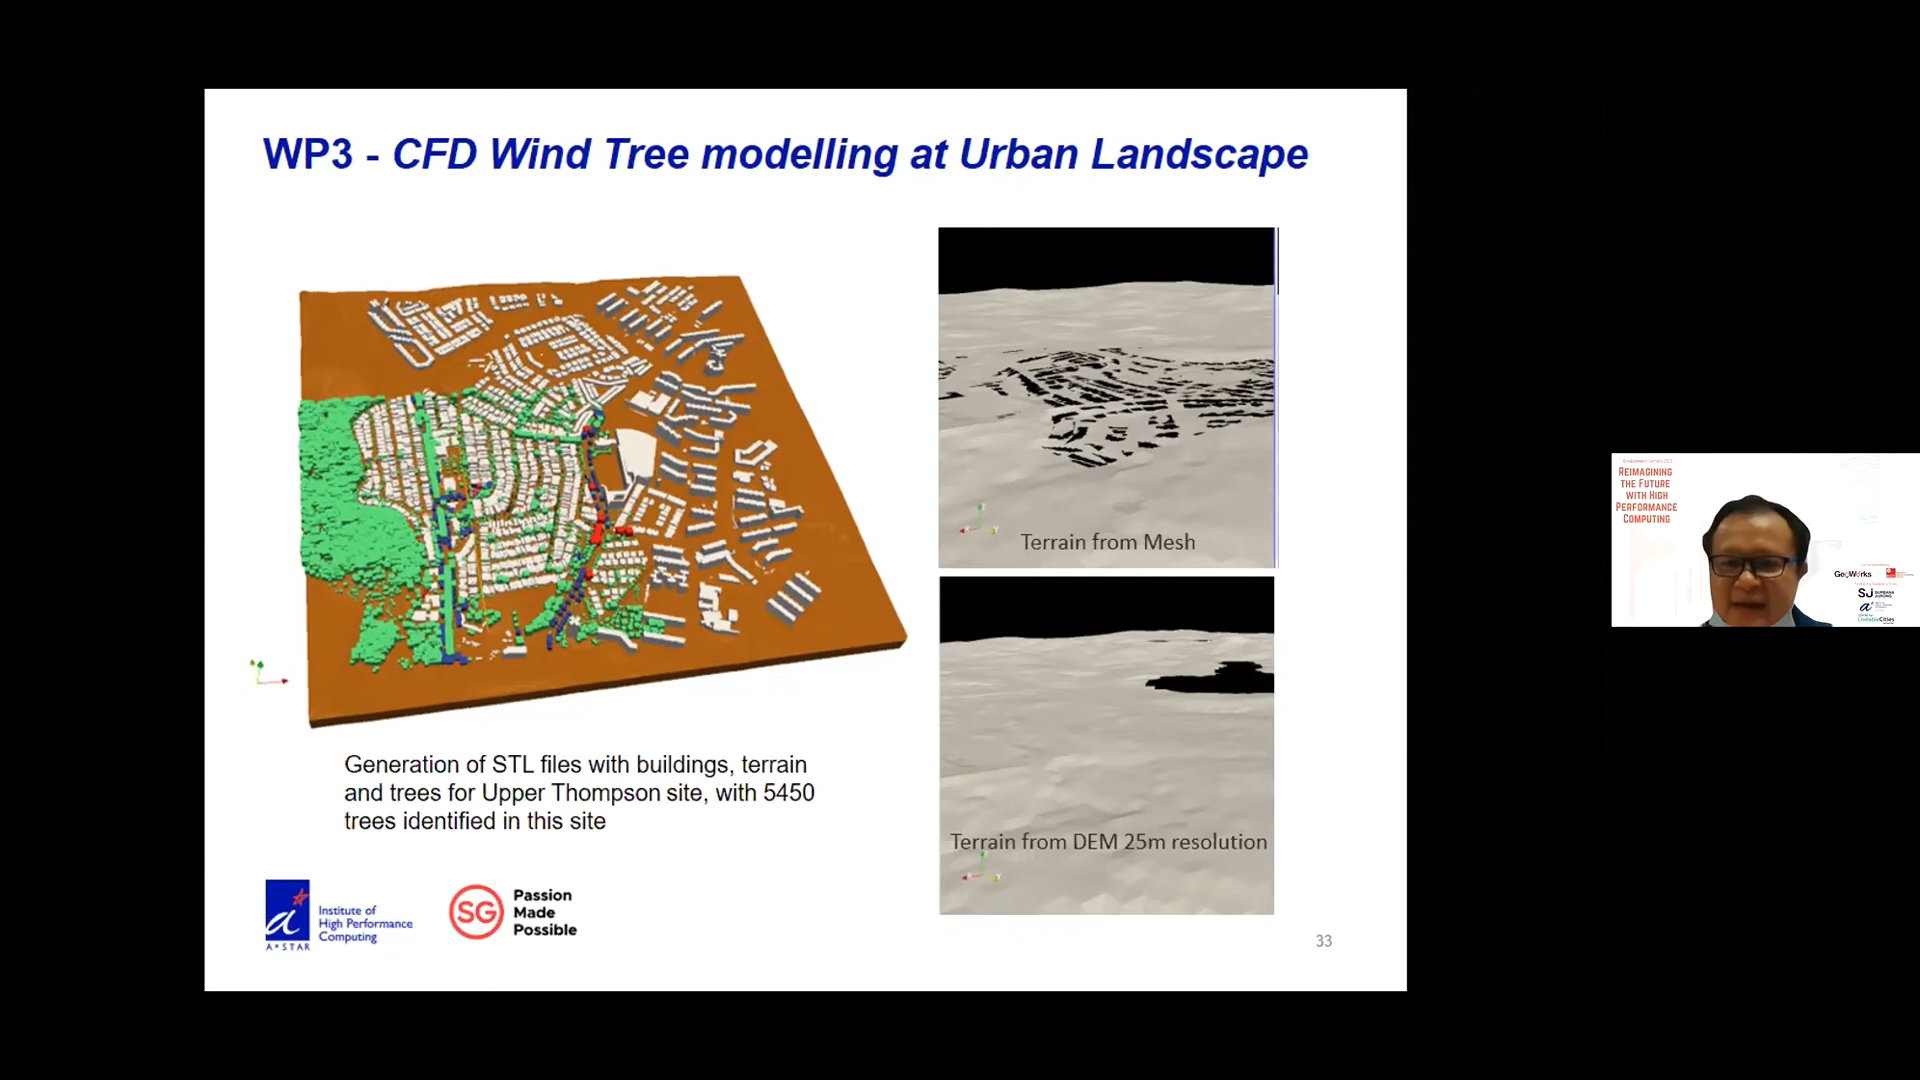 WP3 - CFD Wind Tree modelling at Urban Landscape
Terrain from Mesh
Terrain from DEM 25m resolution
Generation of STL files with buildings, terrain
and trees for Upper Thompson site, with 5450
trees identified in this site
Institute of
High Performance
Computing
A*STAR
SG
Passion
Made
Possible
33
Reimagining
the Future
with High
Performance
Computing
GeoWorks
SJ